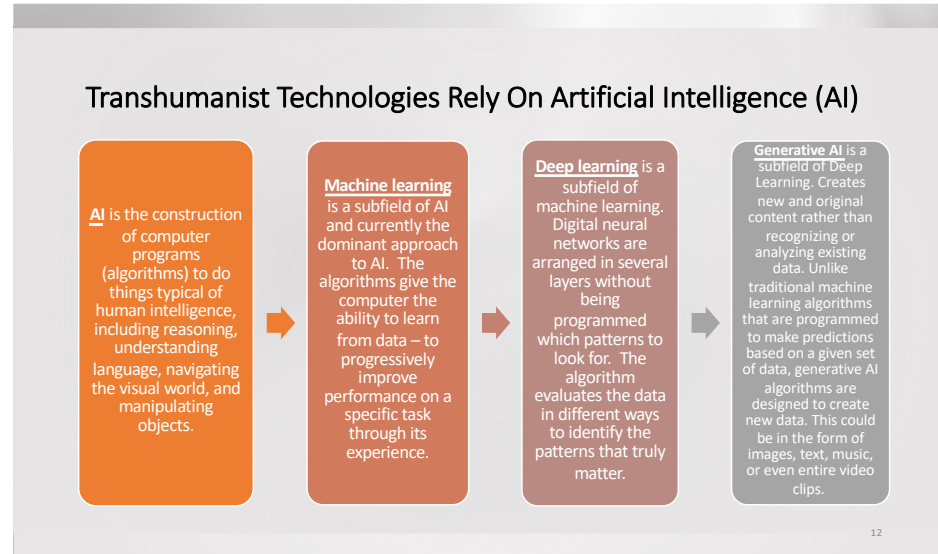 Transhumanist Technologies Rely On Artificial Intelligence (AI)
AI is the construction
of computer
programs
(algorithms) to do
things typical of
human intelligence,
including reasoning,
understanding
language, navigating
the visual world, and
manipulating
objects.
Machine learning
is a subfield of AI
and currently the
dominant approach
to AI.  The
algorithms give the
computer the
ability to learn
from data – to
progressively
improve
performance on a
specific task
through its
experience.
Deep learning is a
subfield of
machine learning.
Digital neural
networks are
arranged in several
layers without
being
programmed
which patterns to
look for.  The
algorithm
evaluates the data
in different ways
to identify the
patterns that truly
matter.
Generative AI is a
subfield of Deep
Learning. Creates
new and original
content rather than
recognizing or
analyzing existing
data. Unlike
traditional machine
learning algorithms
that are programmed
to make predictions
based on a given set
of data, generative AI
algorithms are
designed to create
new data. This could
be in the form of
images, text, music,
or even entire video
clips.
12